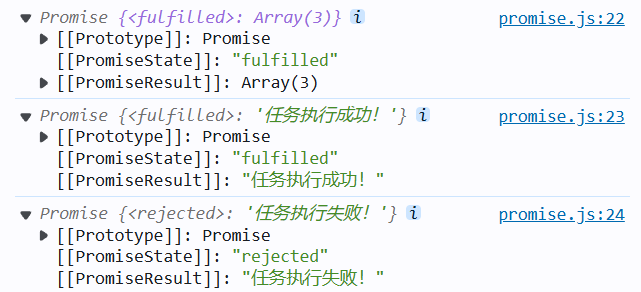 ▼ Promise {<fulfilled>: Array(3)} i promise.js:22
▶ [[Prototype]]: Promise
[[PromiseState]]: "fulfilled"
▶ [[PromiseResult]]: Array(3)
▼ Promise {<fulfilled>: '任务执行成功！'} i promise.js:23
▶ [[Prototype]]: Promise
[[PromiseState]]: "fulfilled"
[[PromiseResult]]: "任务执行成功！"
▼ Promise {<rejected>: '任务执行失败！'} i promise.js:24
▶ [[Prototype]]: Promise
[[PromiseState]]: "rejected"
[[PromiseResult]]: "任务执行失败！"